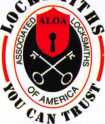 LOCKSMITHS
ALOA
ASSOCIATED LOCKSMITHS
OF AMERICA
YOU CAN TRUST